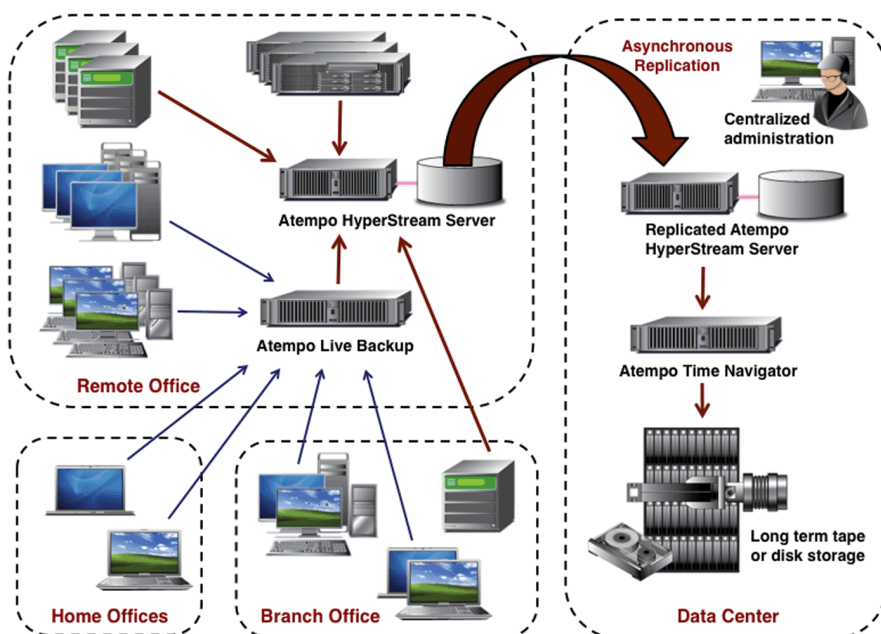 Asynchronous
Replication
Centralized
administration
Atempo HyperStream Server
Replicated Atempo
HyperStream Server
Atempo Live Backup
Atempo Time Navigator
Remote Office
Long term tape
or disk storage
Home Offices
Branch Office
Data Center